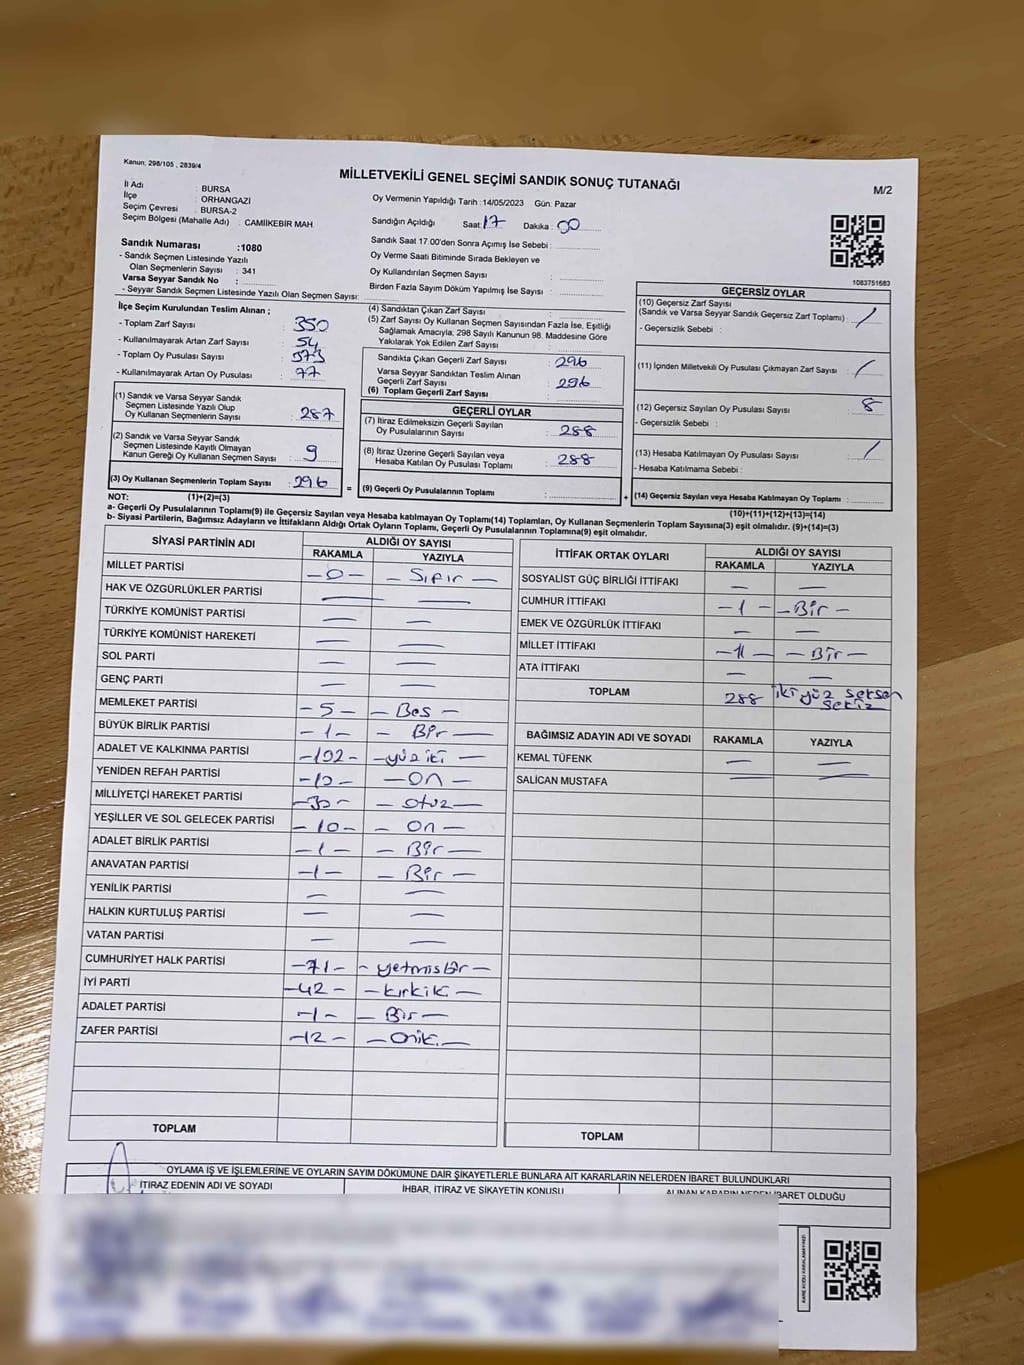 Kanun; 298/105 , 2839/4
MİLLETVEKİLİ GENEL SEÇİMİ SANDIK SONUÇ TUTANAĞI
M/2
İl Adı : BURSA
İlçe : ORHANGAZİ
Seçim Çevresi : BURSA-2
Seçim Bölgesi (Mahalle Adı) : CAMİİKEBİR MAH
Sandık Numarası :1080
- Sandık Seçmen Listesinde Yazılı
Olan Seçmenlerin Sayısı : 341
Varsa Seyyar Sandık No :
- Seyyar Sandık Seçmen Listesinde Yazılı Olan Seçmen Sayısı:
Oy Vermenin Yapıldığı Tarih :14/05/2023 Gün. Pazar
Sandığın Açıldığı Saat: 17 Dakika : 00
Sandık Saat 17.00'den Sonra Açımış İse Sebebi :
Oy Verme Saati Bitiminde Sırada Bekleyen ve
Oy Kullandırılan Seçmen Sayısı :
Birden Fazla Sayım Döküm Yapılmış İse Sayısı :
1083751683
İlçe Seçim Kurulundan Teslim Alınan ;
- Toplam Zarf Sayısı : 350
- Kullanılmayarak Artan Zarf Sayısı : 54
- Toplam Oy Pusulası Sayısı : 373
- Kullanılmayarak Artan Oy Pusulası : 77
(1) Sandık ve Varsa Seyyar Sandık
Seçmen Listesinde Yazılı Olup
Oy Kullanan Seçmenlerin Sayısı : 287
(2) Sandık ve Varsa Seyyar Sandık
Seçmen Listesinde Kayıtlı Olmayan
Kanun Gereği Oy Kullanan Seçmen Sayısı : 9
(3) Oy Kullanan Seçmenlerin Toplam Sayısı : 296 =
(4) Sandıktan Çıkan Zarf Sayısı :
(5) Zarf Sayısı Oy Kullanan Seçmen Sayısından Fazla İse, Eşitliği
Sağlamak Amacıyla, 298 Sayılı Kanunun 98. Maddesine Göre
Yakılarak Yok Edilen Zarf Sayısı :
Sandıkta Çıkan Geçerli Zarf Sayısı : 296
Varsa Seyyar Sandıktan Teslim Alınan
Geçerli Zarf Sayısı : 296
(6) Toplam Geçerli Zarf Sayısı :
GEÇERLİ OYLAR
(7) İtiraz Edilmeksizin Geçerli Sayılan
Oy Pusulalarının Sayısı : 288
(8) İtiraz Üzerine Geçerli Sayılan veya
Hesaba Katılan Oy Pusulası Toplamı : 288
(9) Geçerli Oy Pusulalarının Toplamı : +
GEÇERSİZ OYLAR
(10) Geçersiz Zarf Sayısı
(Sandık ve Varsa Seyyar Sandık Geçersiz Zarf Toplamı) : /
- Geçersizlik Sebebi :
(11) İçinden Milletvekili Oy Pusulası Çıkmayan Zarf Sayısı : /
(12) Geçersiz Sayılan Oy Pusulası Sayısı : 8
- Geçersizlik Sebebi :
(13) Hesaba Katılmayan Oy Pusulası Sayısı : /
- Hesaba Katılmama Sebebi :
(14) Geçersiz Sayılan veya Hesaba Katılmayan Oy Toplamı :
NOT: (1)+(2)=(3)
(10)+(11)+(12)+(13)=(14)
a- Geçerli Oy Pusulalarının Toplamı(9) ile Geçersiz Sayılan veya Hesaba katılmayan Oy Toplamı(14) Toplamları, Oy Kullanan Seçmenlerin Toplam Sayısına(3) eşit olmalıdır. (9)+(14)=(3)
b- Siyasi Partilerin, Bağımsız Adayların ve İttifakların Aldığı Ortak Oyların Toplamı, Geçerli Oy Pusulalarının Toplamına(9) eşit olmalıdır.
SİYASİ PARTİNİN ADI ALDIĞI OY SAYISI
RAKAMLA YAZIYLA
MİLLET PARTİSİ -0- - Sıfır -
HAK VE ÖZGÜRLÜKLER PARTİSİ — —
TÜRKİYE KOMÜNİST PARTİSİ — —
TÜRKİYE KOMÜNİST HAREKETİ — —
SOL PARTİ — —
GENÇ PARTİ — —
MEMLEKET PARTİSİ -5- - Bes -
BÜYÜK BİRLİK PARTİSİ -1- - Bir -
ADALET VE KALKINMA PARTİSİ -102- -yüz iki -
YENİDEN REFAH PARTİSİ -10- - On -
MİLLİYETÇİ HAREKET PARTİSİ -30- - otuz -
YEŞİLLER VE SOL GELECEK PARTİSİ -10- - On -
ADALET BİRLİK PARTİSİ -1- - Bir -
ANAVATAN PARTİSİ -1- - Bir -
YENİLİK PARTİSİ — —
HALKIN KURTULUŞ PARTİSİ — —
VATAN PARTİSİ — —
CUMHURİYET HALK PARTİSİ -71- - yetmisbir -
İYİ PARTİ -42- - kırkiki -
ADALET PARTİSİ -1- - Bir -
ZAFER PARTİSİ -12- - Oniki -
TOPLAM
İTTİFAK ORTAK OYLARI ALDIĞI OY SAYISI
RAKAMLA YAZIYLA
SOSYALİST GÜÇ BİRLİĞİ İTTİFAKI — —
CUMHUR İTTİFAKI -1- - Bir -
EMEK VE ÖZGÜRLÜK İTTİFAKI — —
MİLLET İTTİFAKI -1- - Bir -
ATA İTTİFAKI — —
TOPLAM 288 iki yüz seksen
sekiz
BAĞIMSIZ ADAYIN ADI VE SOYADI RAKAMLA YAZIYLA
KEMAL TÜFENK — —
SALİCAN MUSTAFA — —
TOPLAM
OYLAMA İŞ VE İŞLEMLERİNE VE OYLARIN SAYIM DÖKÜMÜNE DAİR ŞİKAYETLERLE BUNLARA AİT KARARLARIN NELERDEN İBARET BULUNDUKLARI
İTİRAZ EDENİN ADI VE SOYADI İHBAR, İTİRAZ VE ŞİKAYETİN KONUSU ALINAN KARARIN NEDEN İBARET OLDUĞU